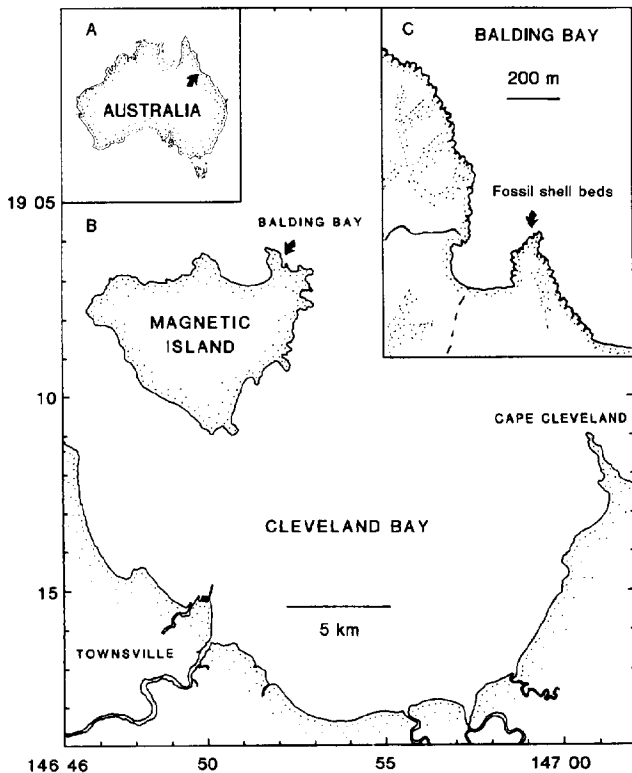 A
AUSTRALIA
C
BALDING BAY
200 m
Fossil shell beds
19 05
B
BALDING BAY
MAGNETIC
ISLAND
10
CAPE CLEVELAND
CLEVELAND BAY
15
5 km
TOWNSVILLE
146 46
50
55
147 00